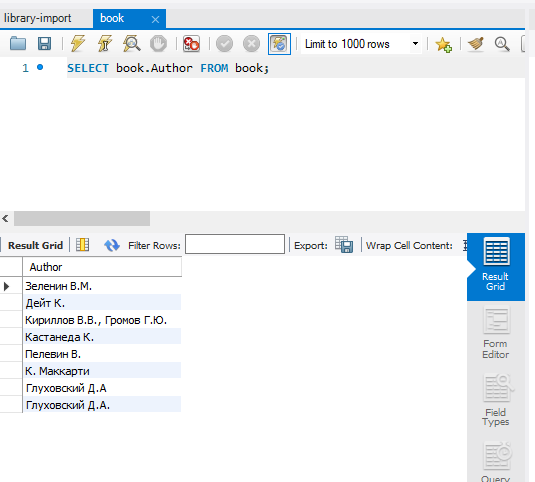 library-import book
Limit to 1000 rows
1 SELECT book.Author FROM book;
Result Grid Filter Rows: Export: Wrap Cell Content:
Author
Зеленин В.М.
Дейт К.
Кириллов В.В., Громов Г.Ю.
Кастанеда К.
Пелевин В.
К. Маккарти
Глуховский Д.А
Глуховский Д.А.
Result
Grid
Form
Editor
Field
Types
Query